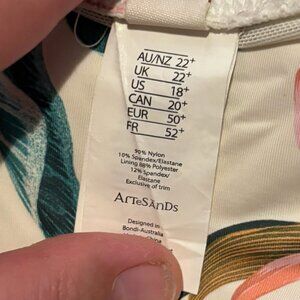 AU/NZ 22+
UK 22+
US 18+
CAN 20+
EUR 50+
FR 52+
90% Nylon
10% Spandex/Elastane
Lining 88% Polyester
12% Spandex/
Elastane
Exclusive of trim
ARTESANDS
Designed in
Bondi-Australia
China